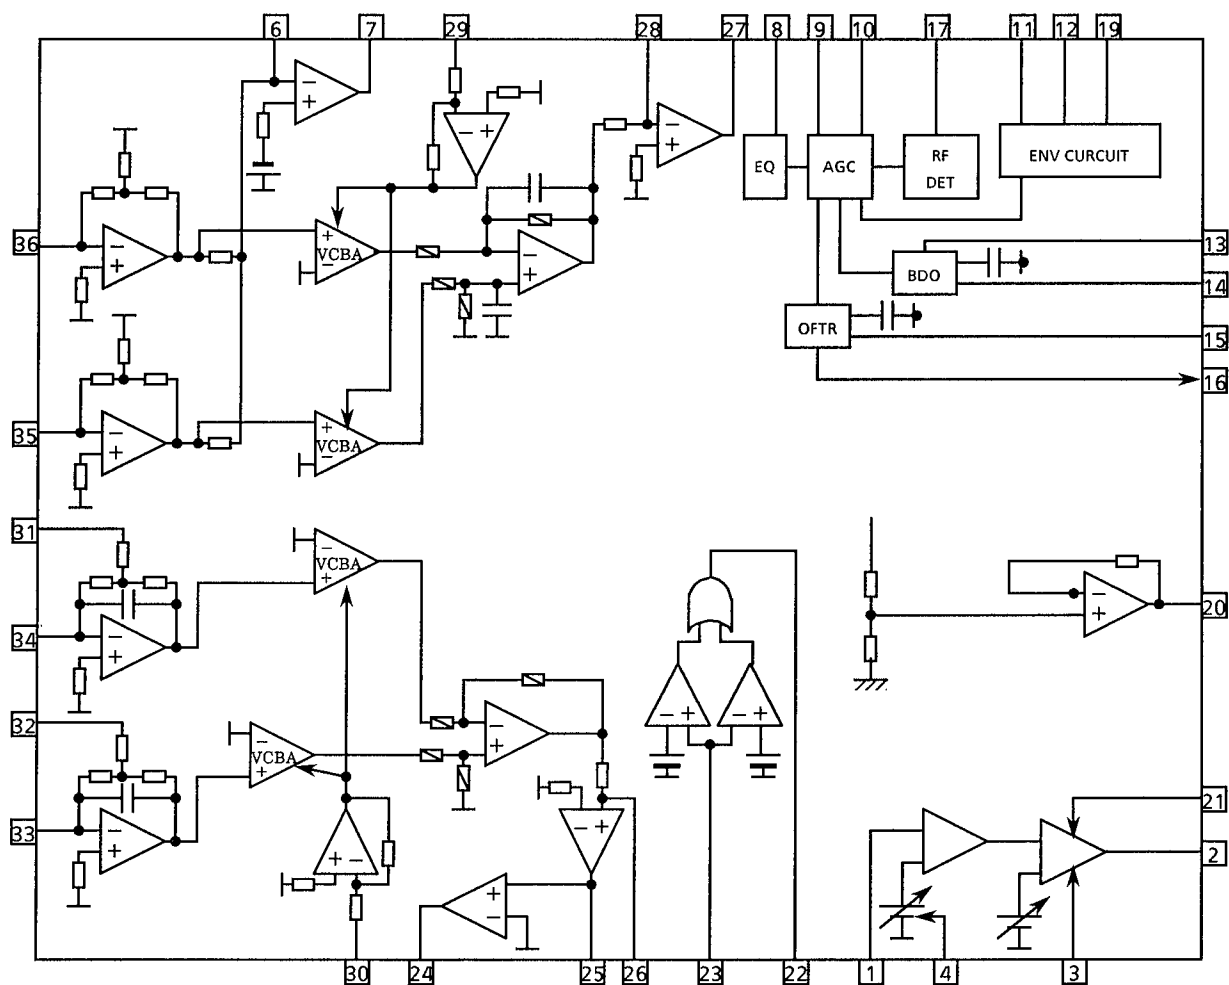 6 7 29 28 27 8 9 10 17 11 12 19
− +
− +
− +
EQ AGC RF DET ENV CURCUIT
36 − +
+ VCBA −
− +
13
BDO
14
OFTR
15
16
35 − +
+ VCBA −
31
− VCBA +
34 − +
− +
20
32
− VCBA +
− +
− + − +
33 − +
+ −
− +
21
2
+ −
30 24 25 26 23 22 1 4 3